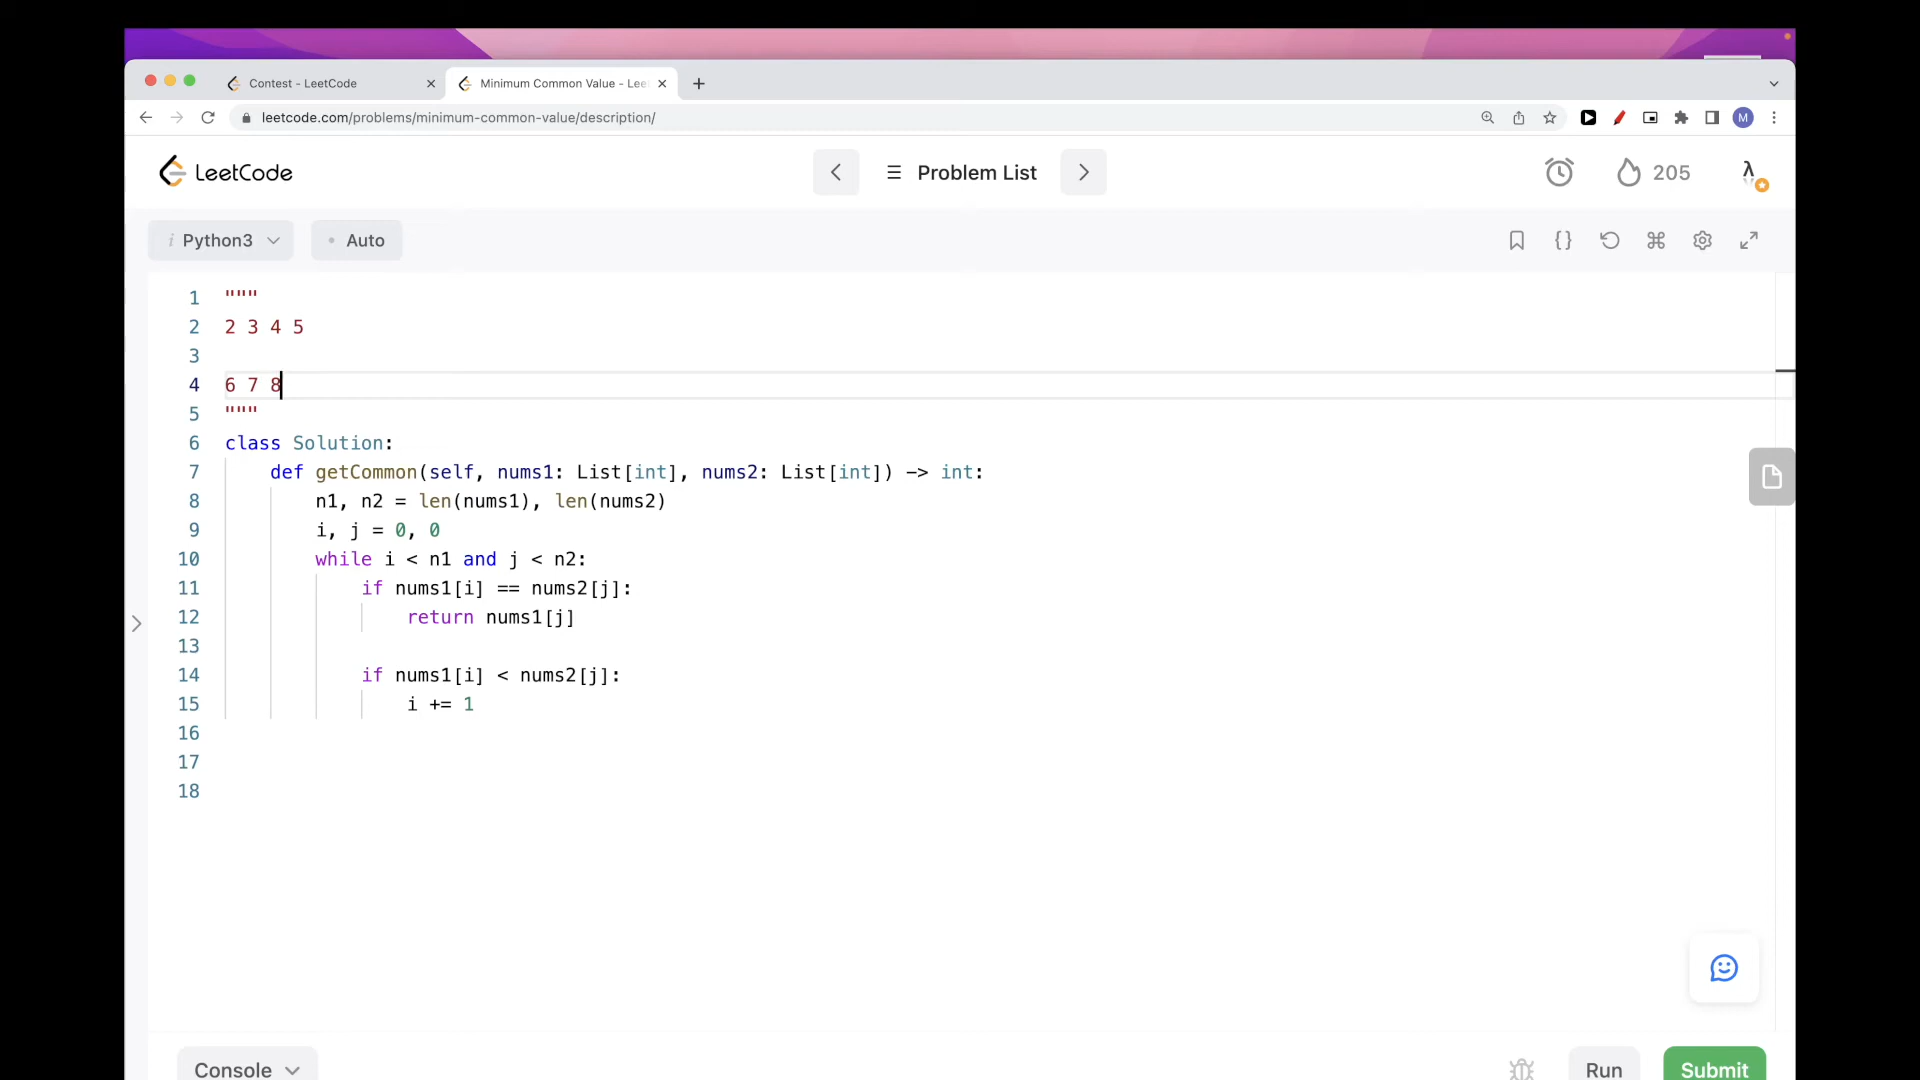 Contest - LeetCode
Minimum Common Value - Lee
leetcode.com/problems/minimum-common-value/description/
M
LeetCode
Problem List
205
i Python3
Auto
1 """
2 2 3 4 5
3
4 6 7 8
5 """
6 class Solution:
7 def getCommon(self, nums1: List[int], nums2: List[int]) -> int:
8 n1, n2 = len(nums1), len(nums2)
9 i, j = 0, 0
10 while i < n1 and j < n2:
11 if nums1[i] == nums2[j]:
12 return nums1[j]
13
14 if nums1[i] < nums2[j]:
15 i += 1
16
17
18
Console
Run
Submit